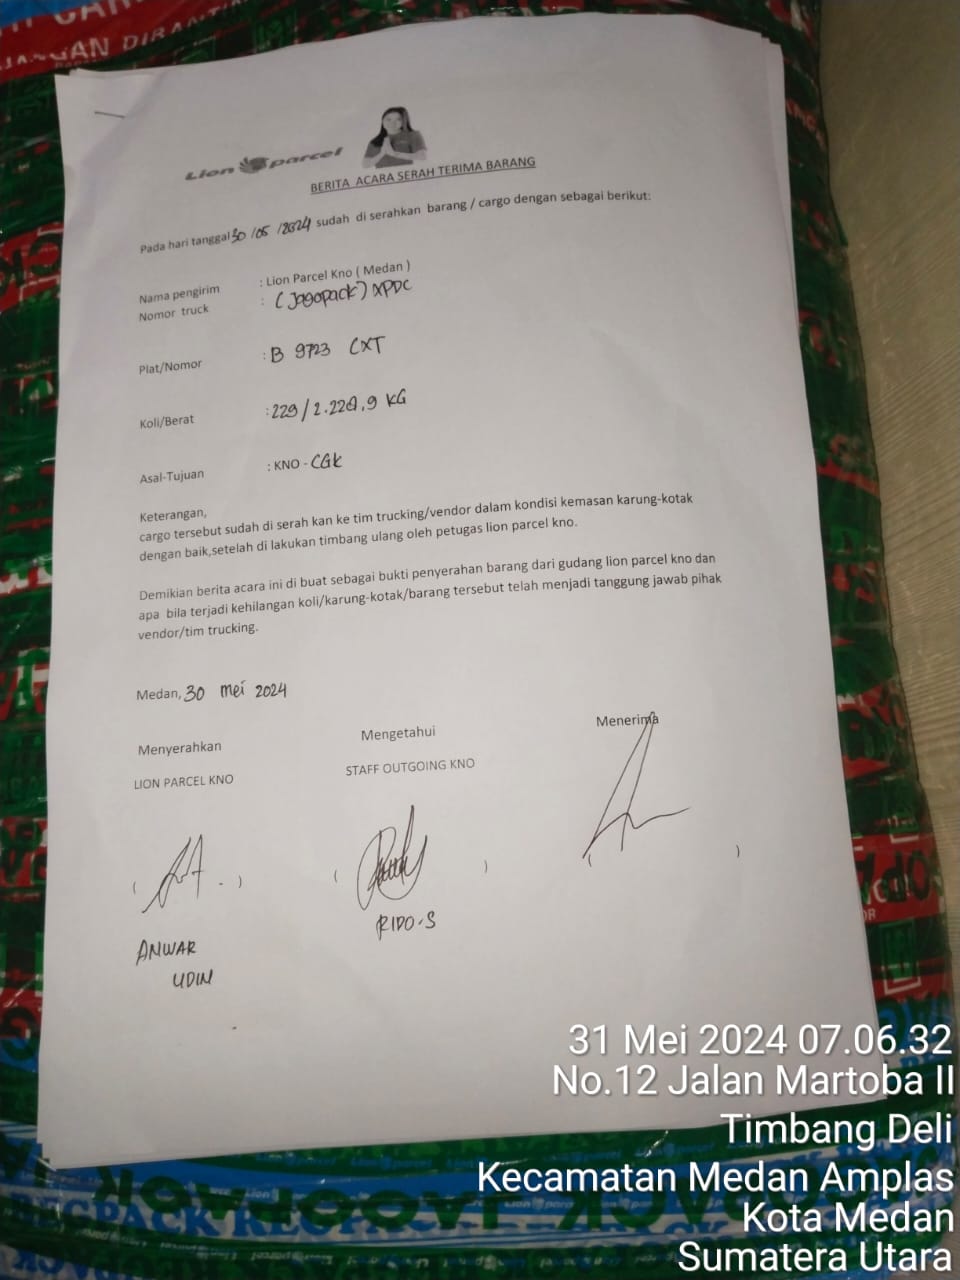 JANGAN DIBANTING
Lion parcel
BERITA ACARA SERAH TERIMA BARANG
Pada hari tanggal 30 /05 /2024 sudah di serahkan barang / cargo dengan sebagai berikut:
Nama pengirim : Lion Parcel Kno ( Medan )
Nomor truck : (Jagopack) XPDC
Plat/Nomor : B 9723 CXT
Koli/Berat : 229 / 2.220,9 KG
Asal-Tujuan : KNO - CGK
Keterangan,
cargo tersebut sudah di serah kan ke tim trucking/vendor dalam kondisi kemasan karung-kotak
dengan baik,setelah di lakukan timbang ulang oleh petugas lion parcel kno.
Demikian berita acara ini di buat sebagai bukti penyerahan barang dari gudang lion parcel kno dan
apa bila terjadi kehilangan koli/karung-kotak/barang tersebut telah menjadi tanggung jawab pihak
vendor/tim trucking.
Medan, 30 mei 2024
Menyerahkan Mengetahui Menerima
LION PARCEL KNO STAFF OUTGOING KNO
( ) ( ) ( )
ANWAR UDIN
RIDO.S
31 Mei 2024 07.06.32
No.12 Jalan Martoba II
Timbang Deli
Kecamatan Medan Amplas
Kota Medan
Sumatera Utara